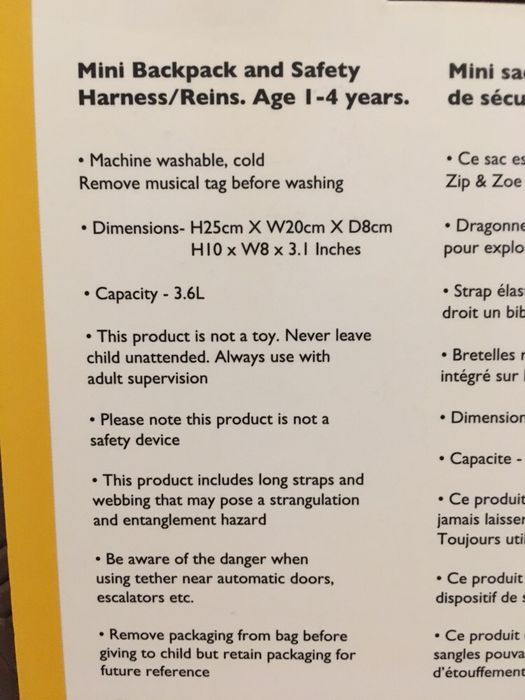 Mini Backpack and Safety
Harness/Reins. Age 1-4 years.
• Machine washable, cold
Remove musical tag before washing
• Dimensions- H25cm X W20cm X D8cm
H10 x W8 x 3.1 Inches
• Capacity - 3.6L
• This product is not a toy. Never leave
child unattended. Always use with
adult supervision
• Please note this product is not a
safety device
• This product includes long straps and
webbing that may pose a strangulation
and entanglement hazard
• Be aware of the danger when
using tether near automatic doors,
escalators etc.
• Remove packaging from bag before
giving to child but retain packaging for
future reference
Mini sa
de sécu
• Ce sac es
Zip & Zoe
• Dragonne
pour explo
• Strap élas
droit un bib
• Bretelles r
intégré sur
• Dimension
• Capacite -
• Ce produit
jamais laisser
Toujours uti
• Ce produit
dispositif de
• Ce produit
sangles pouva
d'étouffement